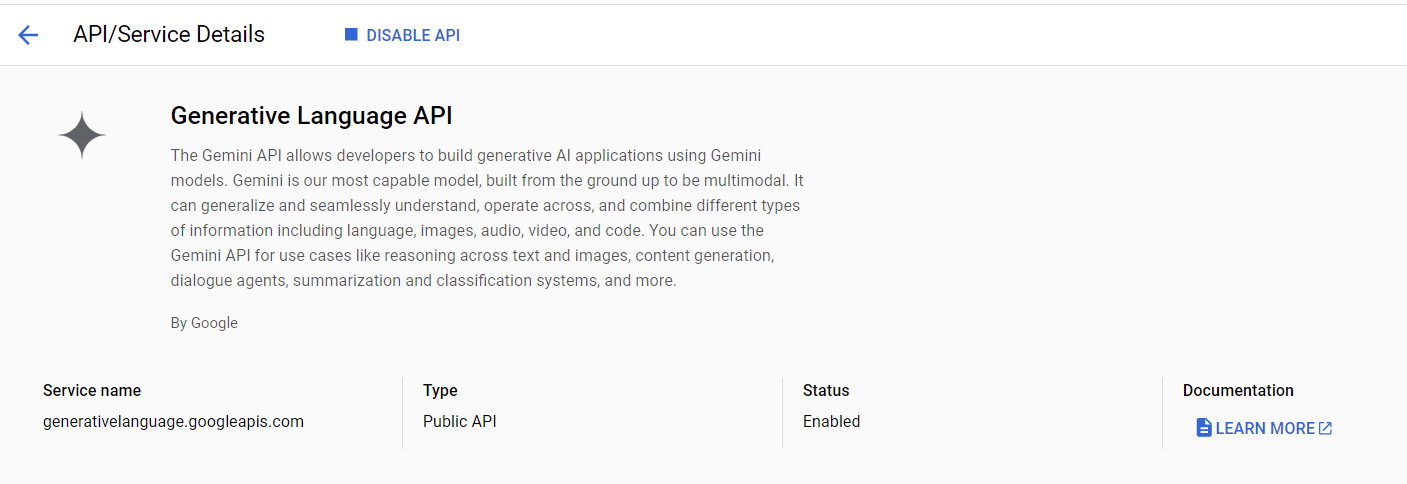 API/Service Details
DISABLE API
Generative Language API
The Gemini API allows developers to build generative AI applications using Gemini
models. Gemini is our most capable model, built from the ground up to be multimodal. It
can generalize and seamlessly understand, operate across, and combine different types
of information including language, images, audio, video, and code. You can use the
Gemini API for use cases like reasoning across text and images, content generation,
dialogue agents, summarization and classification systems, and more.
By Google
Service name
generativelanguage.googleapis.com
Type
Public API
Status
Enabled
Documentation
LEARN MORE